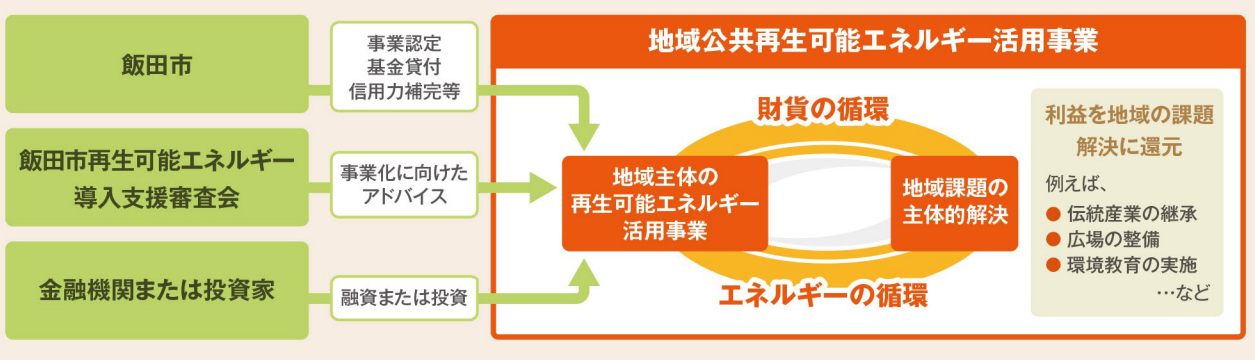 飯田市
事業認定
基金貸付
信用力補完等
飯田市再生可能エネルギー
導入支援審査会
事業化に向けた
アドバイス
金融機関または投資家
融資または投資
地域公共再生可能エネルギー活用事業
財貨の循環
地域主体の
再生可能エネルギー
活用事業
地域課題の
主体的解決
エネルギーの循環
利益を地域の課題
解決に還元
例えば、
● 伝統産業の継承
● 広場の整備
● 環境教育の実施
…など